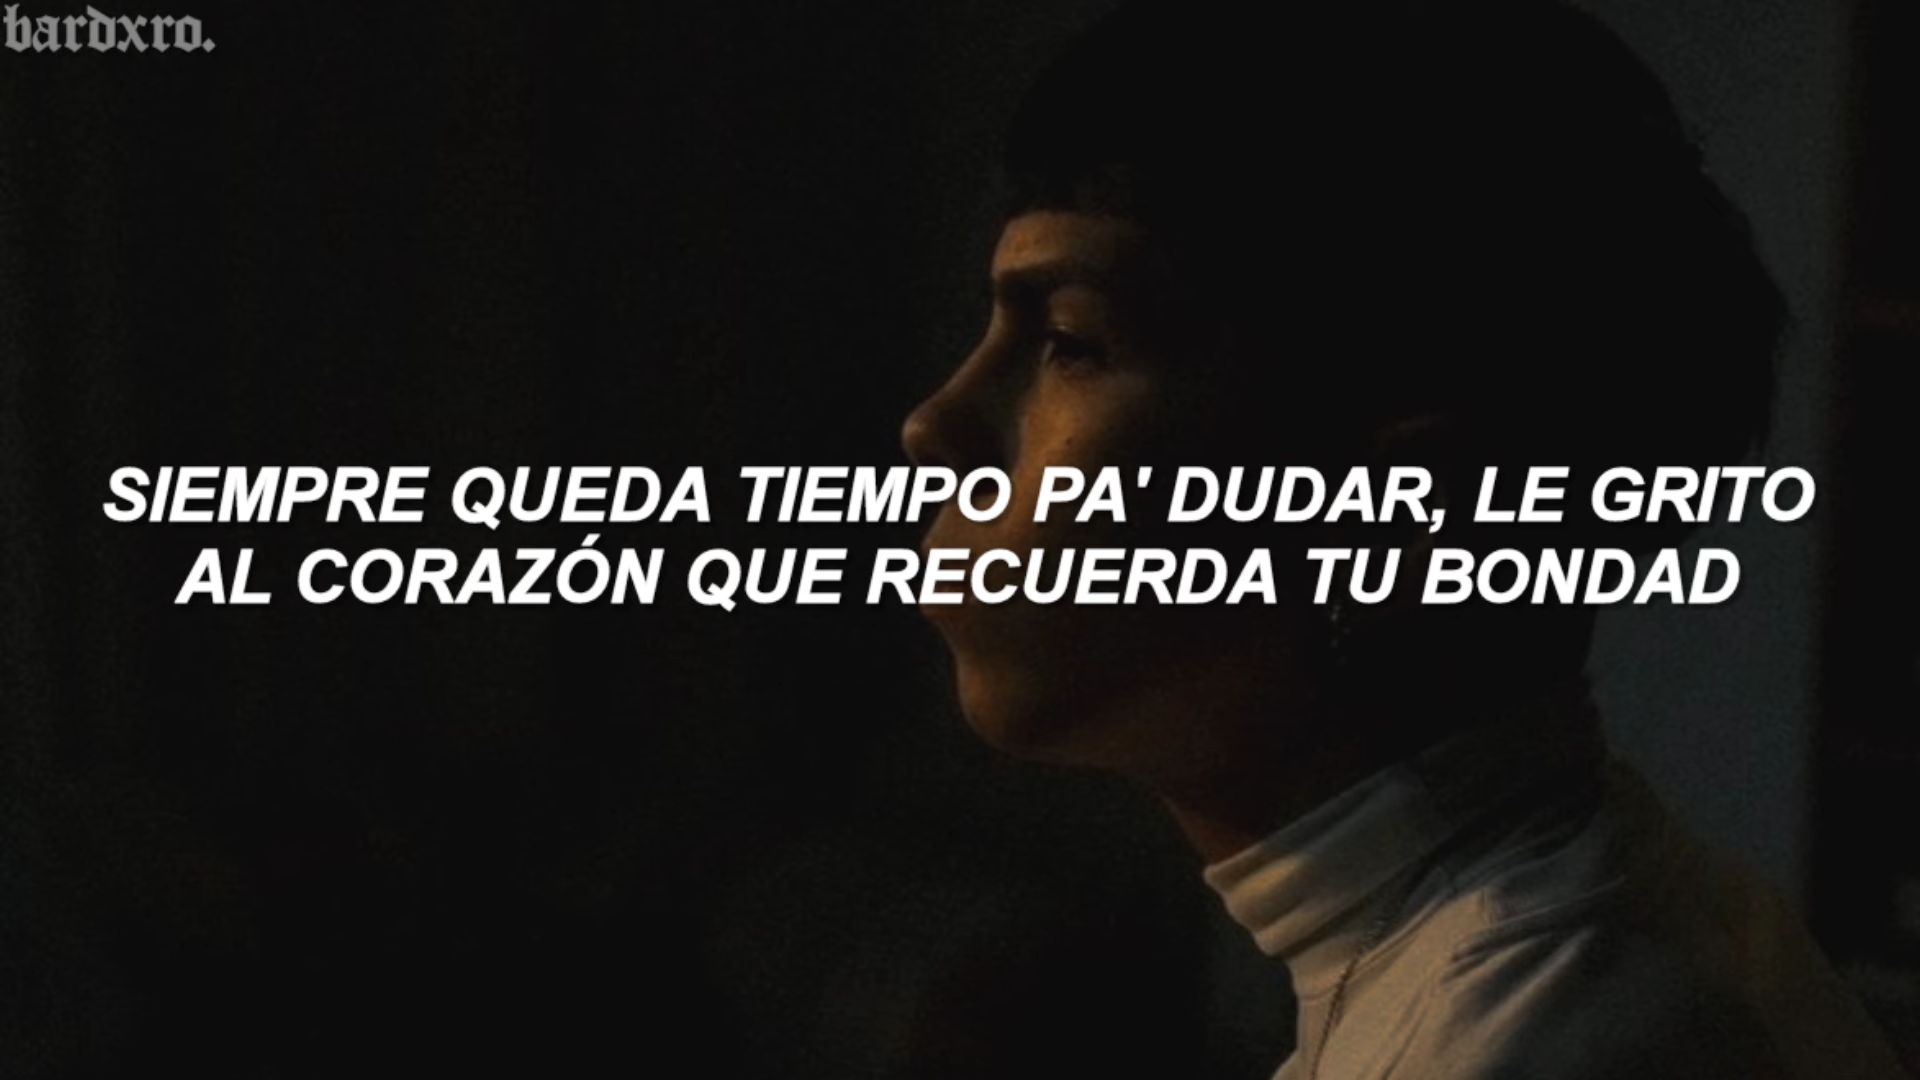 bardxro.
SIEMPRE QUEDA TIEMPO PA' DUDAR, LE GRITO
AL CORAZÓN QUE RECUERDA TU BONDAD